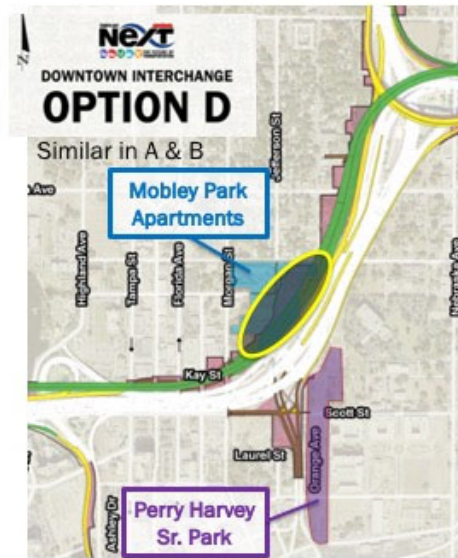 NEXT
DOWNTOWN INTERCHANGE
OPTION D
Similar in A & B
Mobley Park
Apartments
Jefferson St
Highland Ave
Tampa St
Florida Ave
Morgan St
Nebraska Ave
Kay St
Scott St
Laurel St
Orange Ave
Ashley Dr
Perry Harvey
Sr. Park